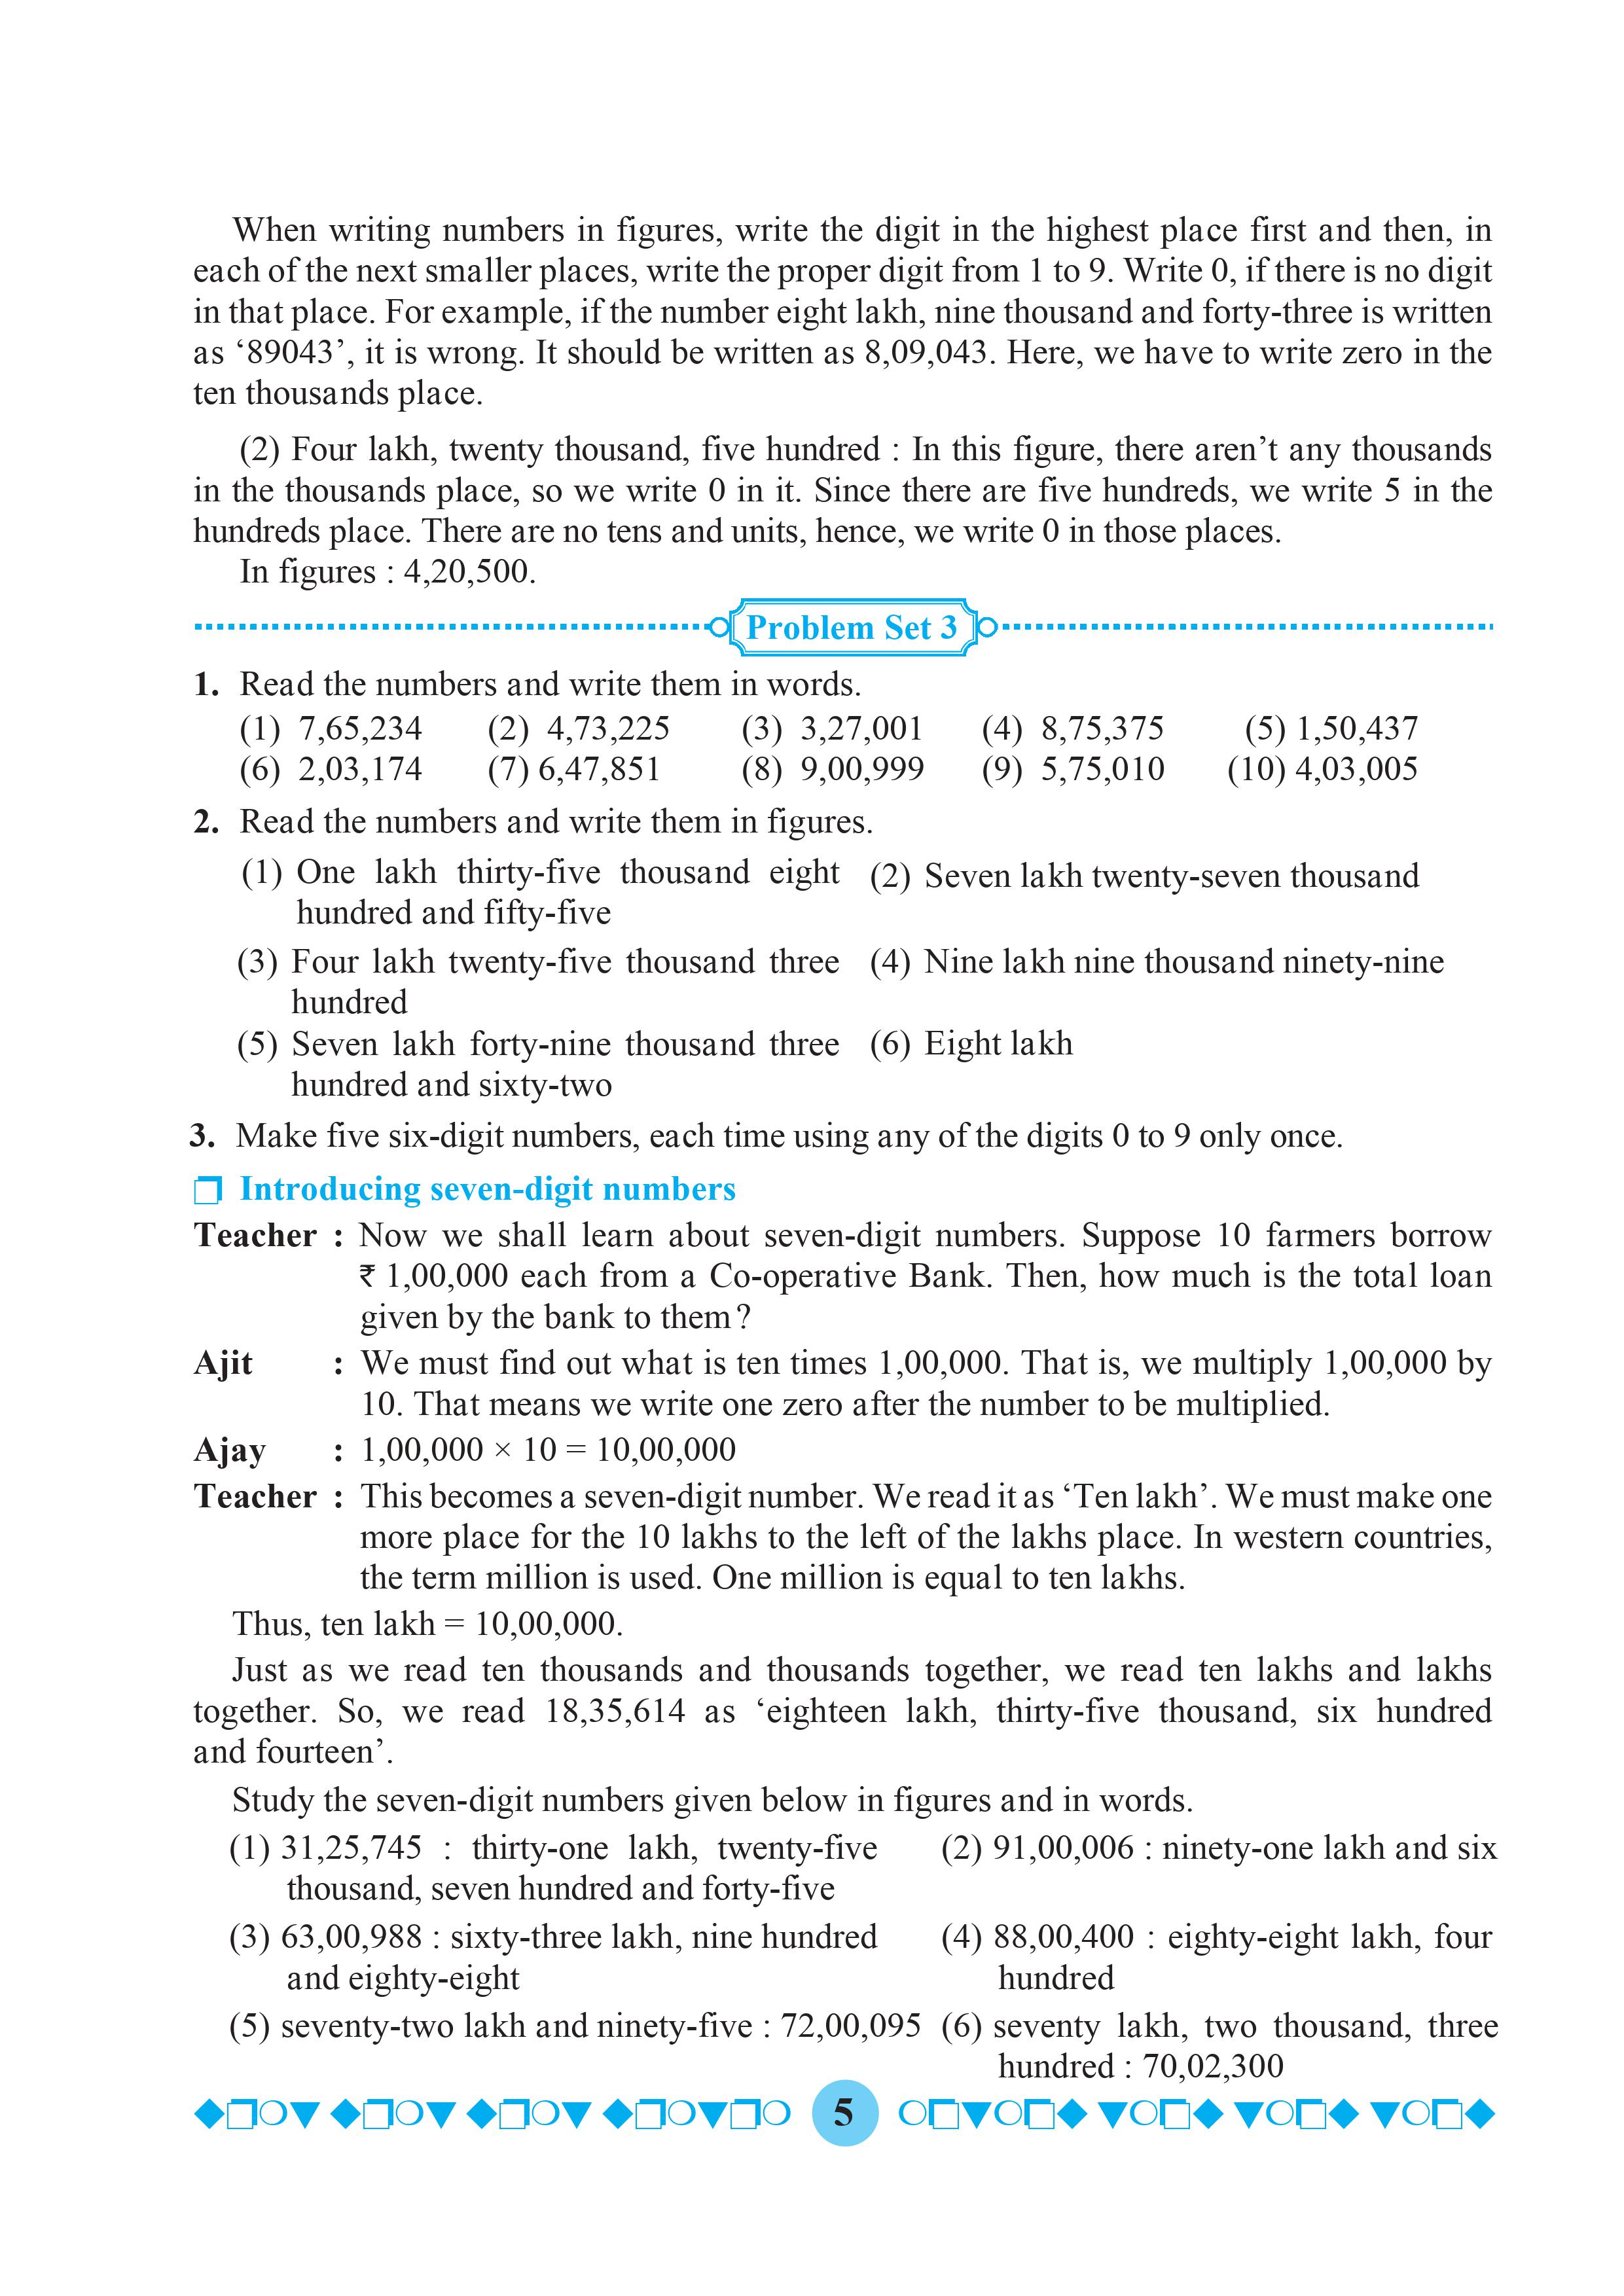 When writing numbers in figures, write the digit in the highest place first and then, in
each of the next smaller places, write the proper digit from 1 to 9. Write 0, if there is no digit
in that place. For example, if the number eight lakh, nine thousand and forty-three is written
as ‘89043’, it is wrong. It should be written as 8,09,043. Here, we have to write zero in the
ten thousands place.
(2) Four lakh, twenty thousand, five hundred : In this figure, there aren’t any thousands
in the thousands place, so we write 0 in it. Since there are five hundreds, we write 5 in the
hundreds place. There are no tens and units, hence, we write 0 in those places.
In figures : 4,20,500.
Problem Set 3
1. Read the numbers and write them in words.
(1) 7,65,234 (2) 4,73,225 (3) 3,27,001 (4) 8,75,375 (5) 1,50,437
(6) 2,03,174 (7) 6,47,851 (8) 9,00,999 (9) 5,75,010 (10) 4,03,005
2. Read the numbers and write them in figures.
(1) One lakh thirty-five thousand eight
hundred and fifty-five
(2) Seven lakh twenty-seven thousand
(3) Four lakh twenty-five thousand three
hundred
(4) Nine lakh nine thousand ninety-nine
(5) Seven lakh forty-nine thousand three
hundred and sixty-two
(6) Eight lakh
3. Make five six-digit numbers, each time using any of the digits 0 to 9 only once.
Introducing seven-digit numbers
Teacher : Now we shall learn about seven-digit numbers. Suppose 10 farmers borrow
₹ 1,00,000 each from a Co-operative Bank. Then, how much is the total loan
given by the bank to them?
Ajit : We must find out what is ten times 1,00,000. That is, we multiply 1,00,000 by
10. That means we write one zero after the number to be multiplied.
Ajay : 1,00,000 × 10 = 10,00,000
Teacher : This becomes a seven-digit number. We read it as ‘Ten lakh’. We must make one
more place for the 10 lakhs to the left of the lakhs place. In western countries,
the term million is used. One million is equal to ten lakhs.
Thus, ten lakh = 10,00,000.
Just as we read ten thousands and thousands together, we read ten lakhs and lakhs
together. So, we read 18,35,614 as ‘eighteen lakh, thirty-five thousand, six hundred
and fourteen’.
Study the seven-digit numbers given below in figures and in words.
(1) 31,25,745 : thirty-one lakh, twenty-five
thousand, seven hundred and forty-five
(2) 91,00,006 : ninety-one lakh and six
(3) 63,00,988 : sixty-three lakh, nine hundred
and eighty-eight
(4) 88,00,400 : eighty-eight lakh, four
hundred
(5) seventy-two lakh and ninety-five : 72,00,095
(6) seventy lakh, two thousand, three
hundred : 70,02,300
5